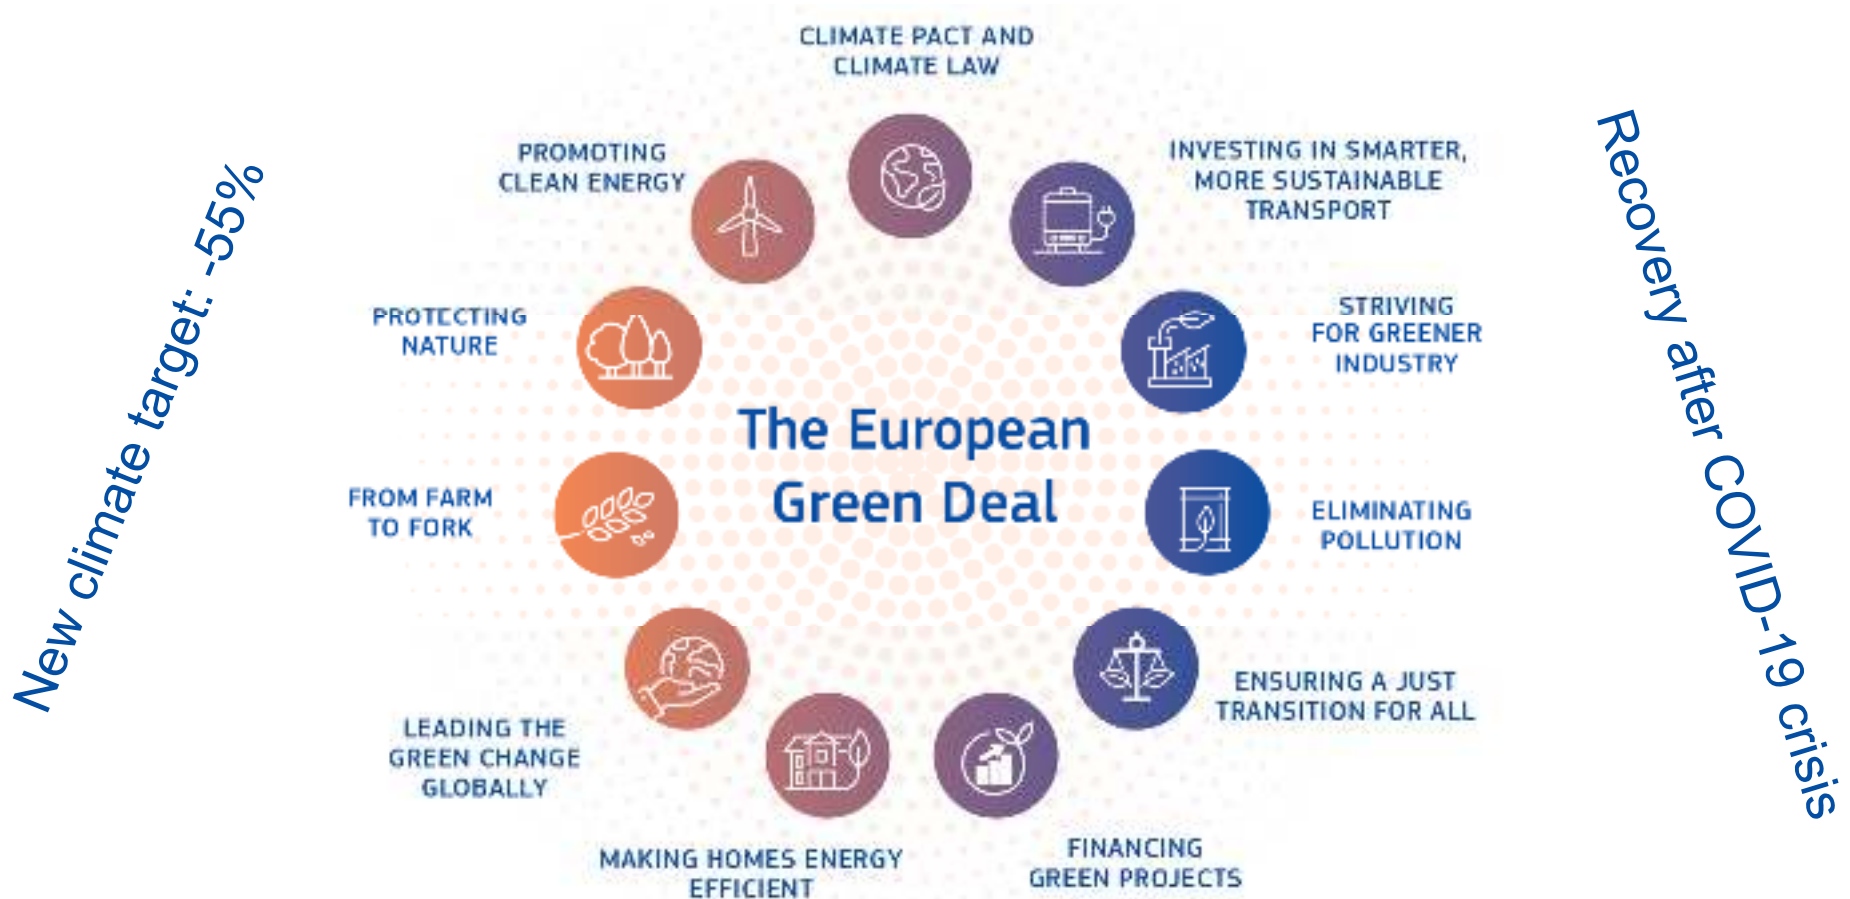 CLIMATE PACT AND
CLIMATE LAW
PROMOTING
CLEAN ENERGY
INVESTING IN SMARTER,
MORE SUSTAINABLE
TRANSPORT
PROTECTING
NATURE
STRIVING
FOR GREENER
INDUSTRY
The European
Green Deal
FROM FARM
TO FORK
ELIMINATING
POLLUTION
LEADING THE
GREEN CHANGE
GLOBALLY
ENSURING A JUST
TRANSITION FOR ALL
MAKING HOMES ENERGY
EFFICIENT
FINANCING
GREEN PROJECTS
New climate target: -55%
Recovery after COVID-19 crisis